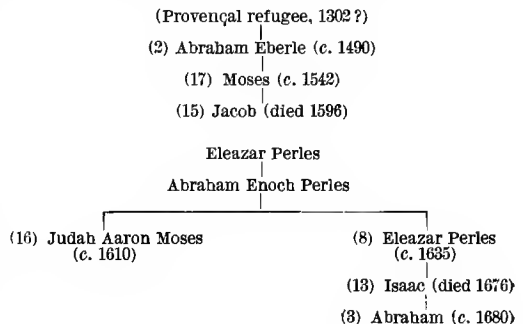 (Provençal refugee, 1302?)
(2) Abraham Eberle (c. 1490)
(17) Moses (c. 1542)
(15) Jacob (died 1596)
Eleazar Perles
Abraham Enoch Perles
(16) Judah Aaron Moses (8) Eleazar Perles
(c. 1610) (c. 1635)
(13) Isaac (died 1676)
(3) Abraham (c. 1680)